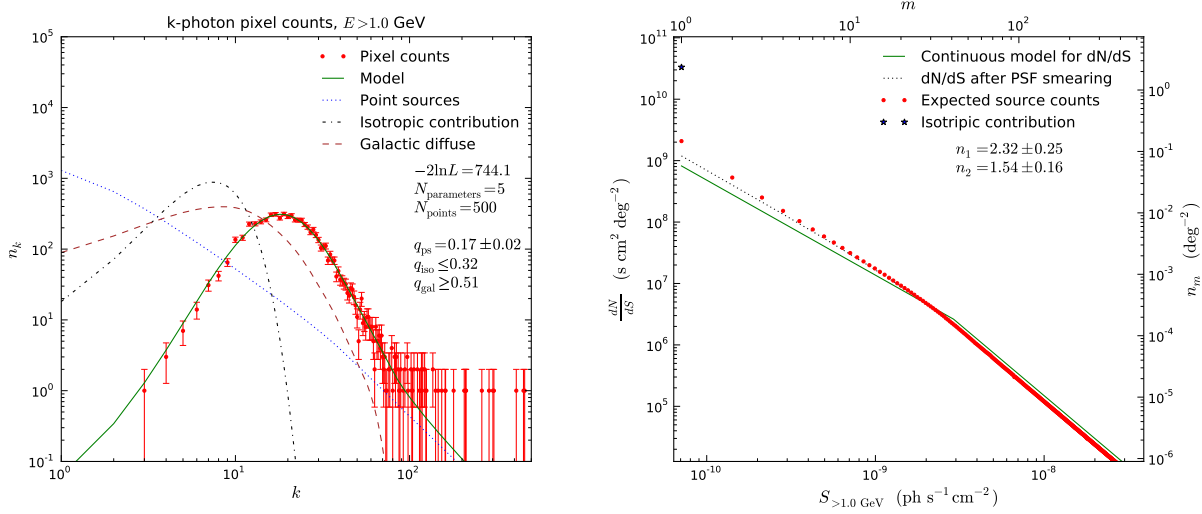 k-photon pixel counts, E>1.0 GeV
10^5
10^4
10^3
10^2
10^1
10^0
10^-1
n_k
10^0
10^1
10^2
k
Pixel counts
Model
Point sources
Isotropic contribution
Galactic diffuse
−2lnL=744.1
N_parameters=5
N_points=500
q_ps=0.17±0.02
q_iso≤0.32
q_gal≥0.51
m
10^0
10^1
10^2
10^11
10^10
10^9
10^8
10^7
10^6
10^5
dN/dS (s cm^2 deg^−2)
Continuous model for dN/dS
dN/dS after PSF smearing
Expected source counts
Isotripic contribution
n_1=2.32±0.25
n_2=1.54±0.16
10^0
10^-1
10^-2
10^-3
10^-4
10^-5
10^-6
n_m (deg^−2)
10^-10
10^-9
10^-8
S_>1.0 GeV (ph s^−1 cm^−2)